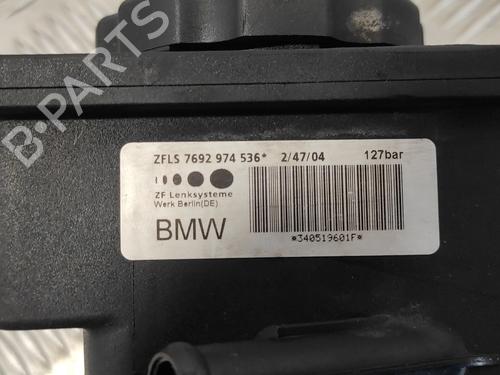 ZFLS 7692 974 536* 2/47/04 127bar
ZF Lenksysteme
Werk Berlin(DE)
BMW
*340519601F*
B-PARTS